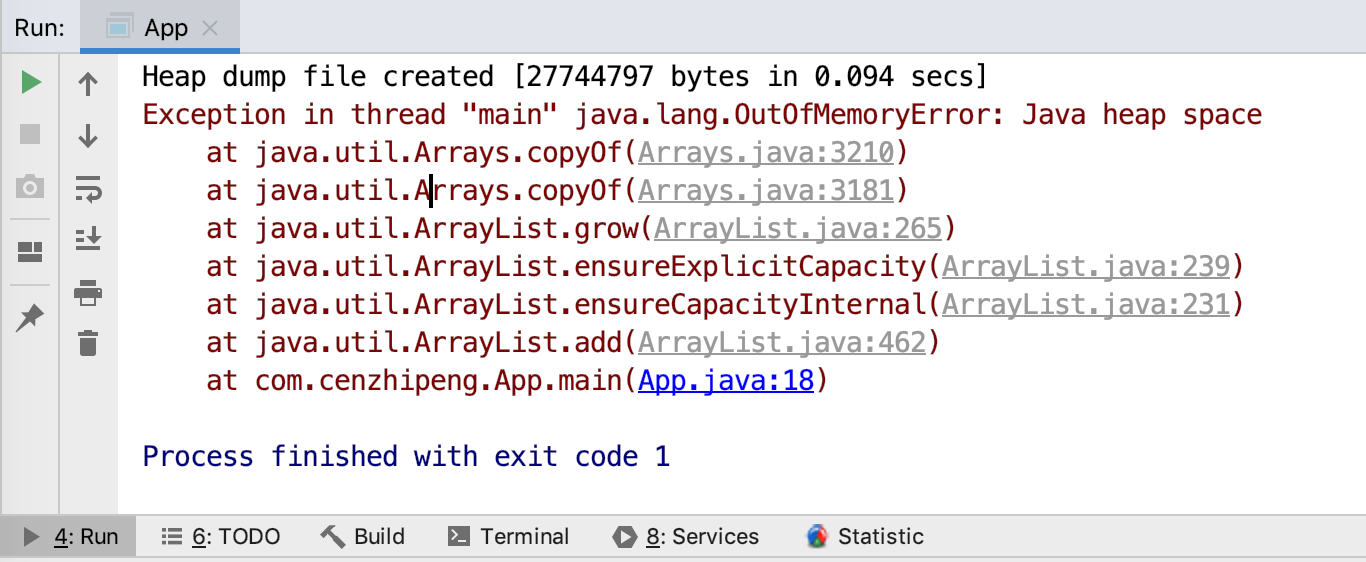 Run: App
Heap dump file created [27744797 bytes in 0.094 secs]
Exception in thread "main" java.lang.OutOfMemoryError: Java heap space
at java.util.Arrays.copyOf(Arrays.java:3210)
at java.util.Arrays.copyOf(Arrays.java:3181)
at java.util.ArrayList.grow(ArrayList.java:265)
at java.util.ArrayList.ensureExplicitCapacity(ArrayList.java:239)
at java.util.ArrayList.ensureCapacityInternal(ArrayList.java:231)
at java.util.ArrayList.add(ArrayList.java:462)
at com.cenzhipeng.App.main(App.java:18)
Process finished with exit code 1
4: Run 6: TODO Build Terminal 8: Services Statistic